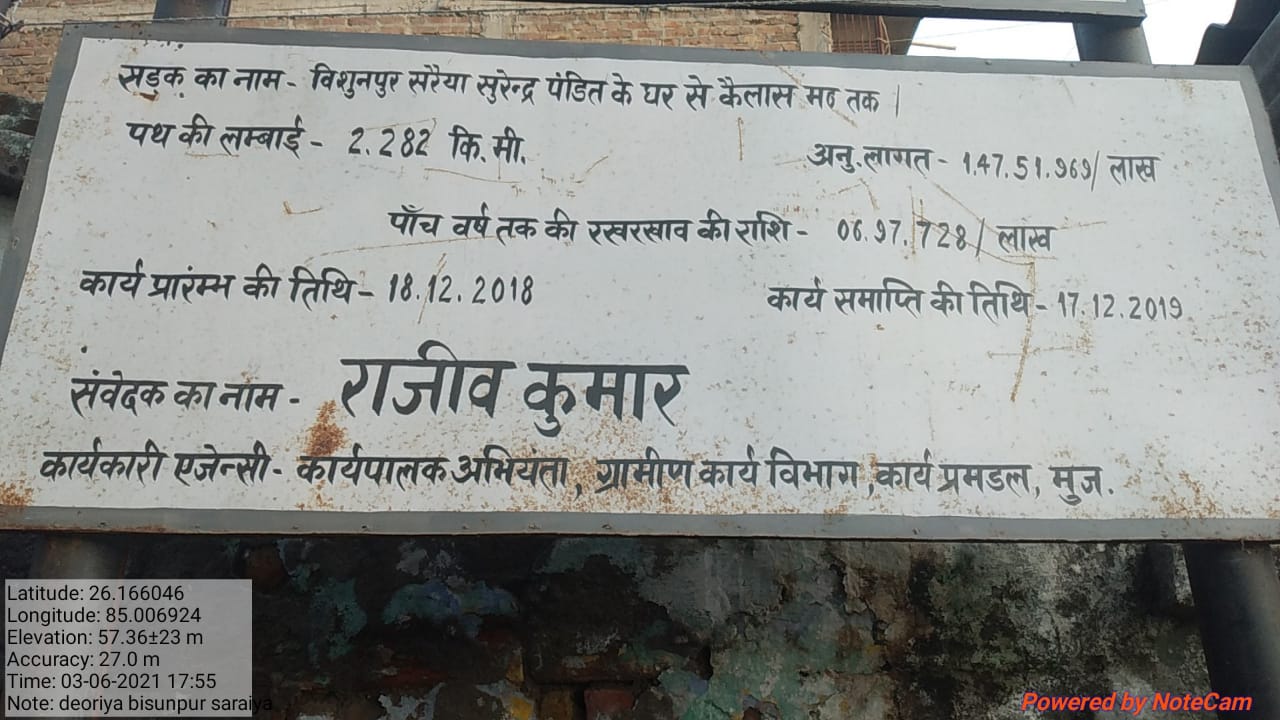 सड़क का नाम - विशुनपुर सरैया सुरेन्द्र पंडित के घर से कैलास मठ तक |
पथ की लम्बाई - 2.282 कि.मी.
अनु.लागत - 1.47.51.969/ लाख
पाँच वर्ष तक की रखरखाव की राशि - 06.97.728/ लाख
कार्य प्रारंम्भ की तिथि - 18.12.2018
कार्य समाप्ति की तिथि - 17.12.2019
संवेदक का नाम - राजीव कुमार
कार्यकारी एजेन्सी - कार्यपालक अभियंता, ग्रामीण कार्य विभाग, कार्य प्रमडल, मुज.
Latitude: 26.166046
Longitude: 85.006924
Elevation: 57.36±23 m
Accuracy: 27.0 m
Time: 03-06-2021 17:55
Note: deoriya bisunpur saraiya
Powered by NoteCam